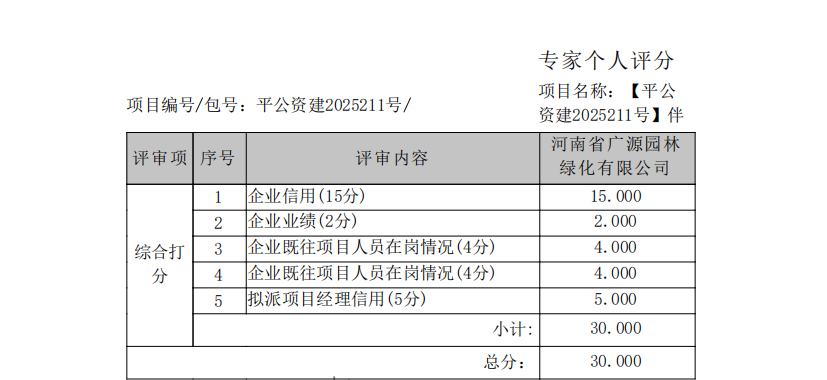 专家个人评分
项目编号/包号：平公资建2025211号/
项目名称：【平公
资建2025211号】伴
评审项 序号 评审内容 河南省广源园林
绿化有限公司
综合打
分
1 企业信用(15分) 15.000
2 企业业绩(2分) 2.000
3 企业既往项目人员在岗情况(4分) 4.000
4 企业既往项目人员在岗情况(4分) 4.000
5 拟派项目经理信用(5分) 5.000
小计: 30.000
总分： 30.000